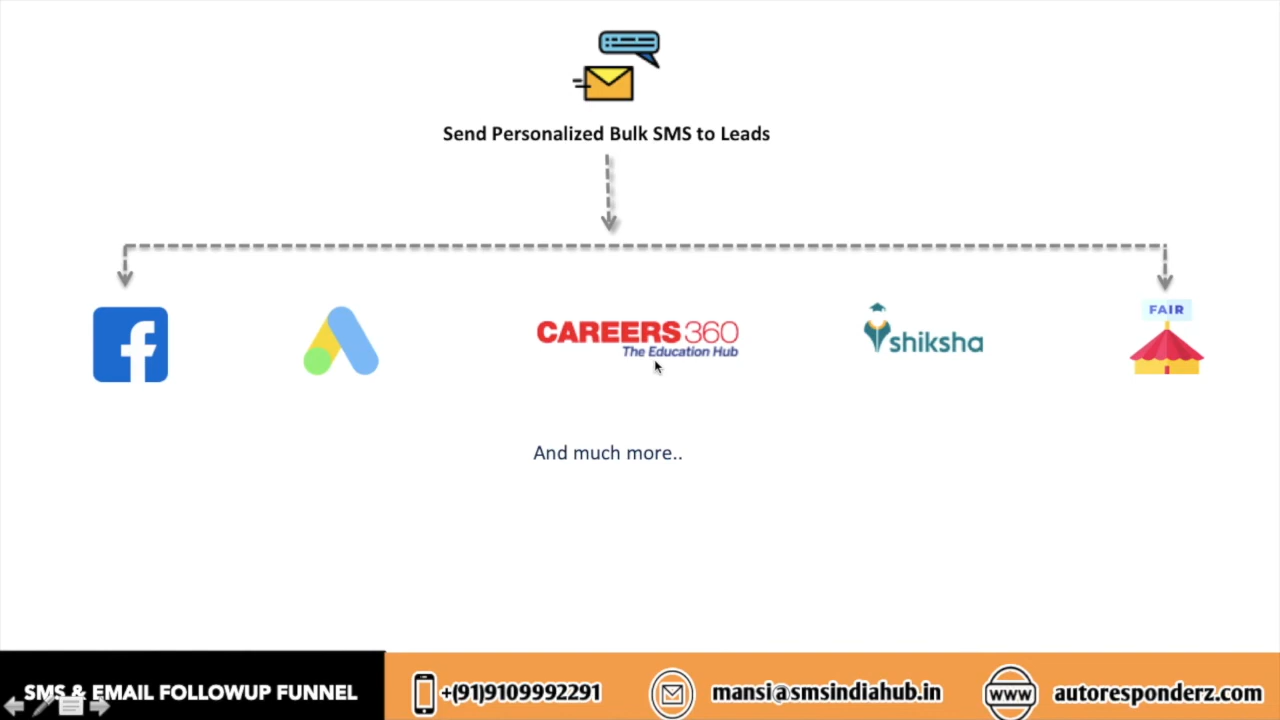 Send Personalized Bulk SMS to Leads
CAREERS360
The Education Hub
shiksha
FAIR
And much more..
SMS & EMAIL FOLLOWUP FUNNEL
+(91)9109992291
mansi@smsindiahub.in
www
autoresponderz.com